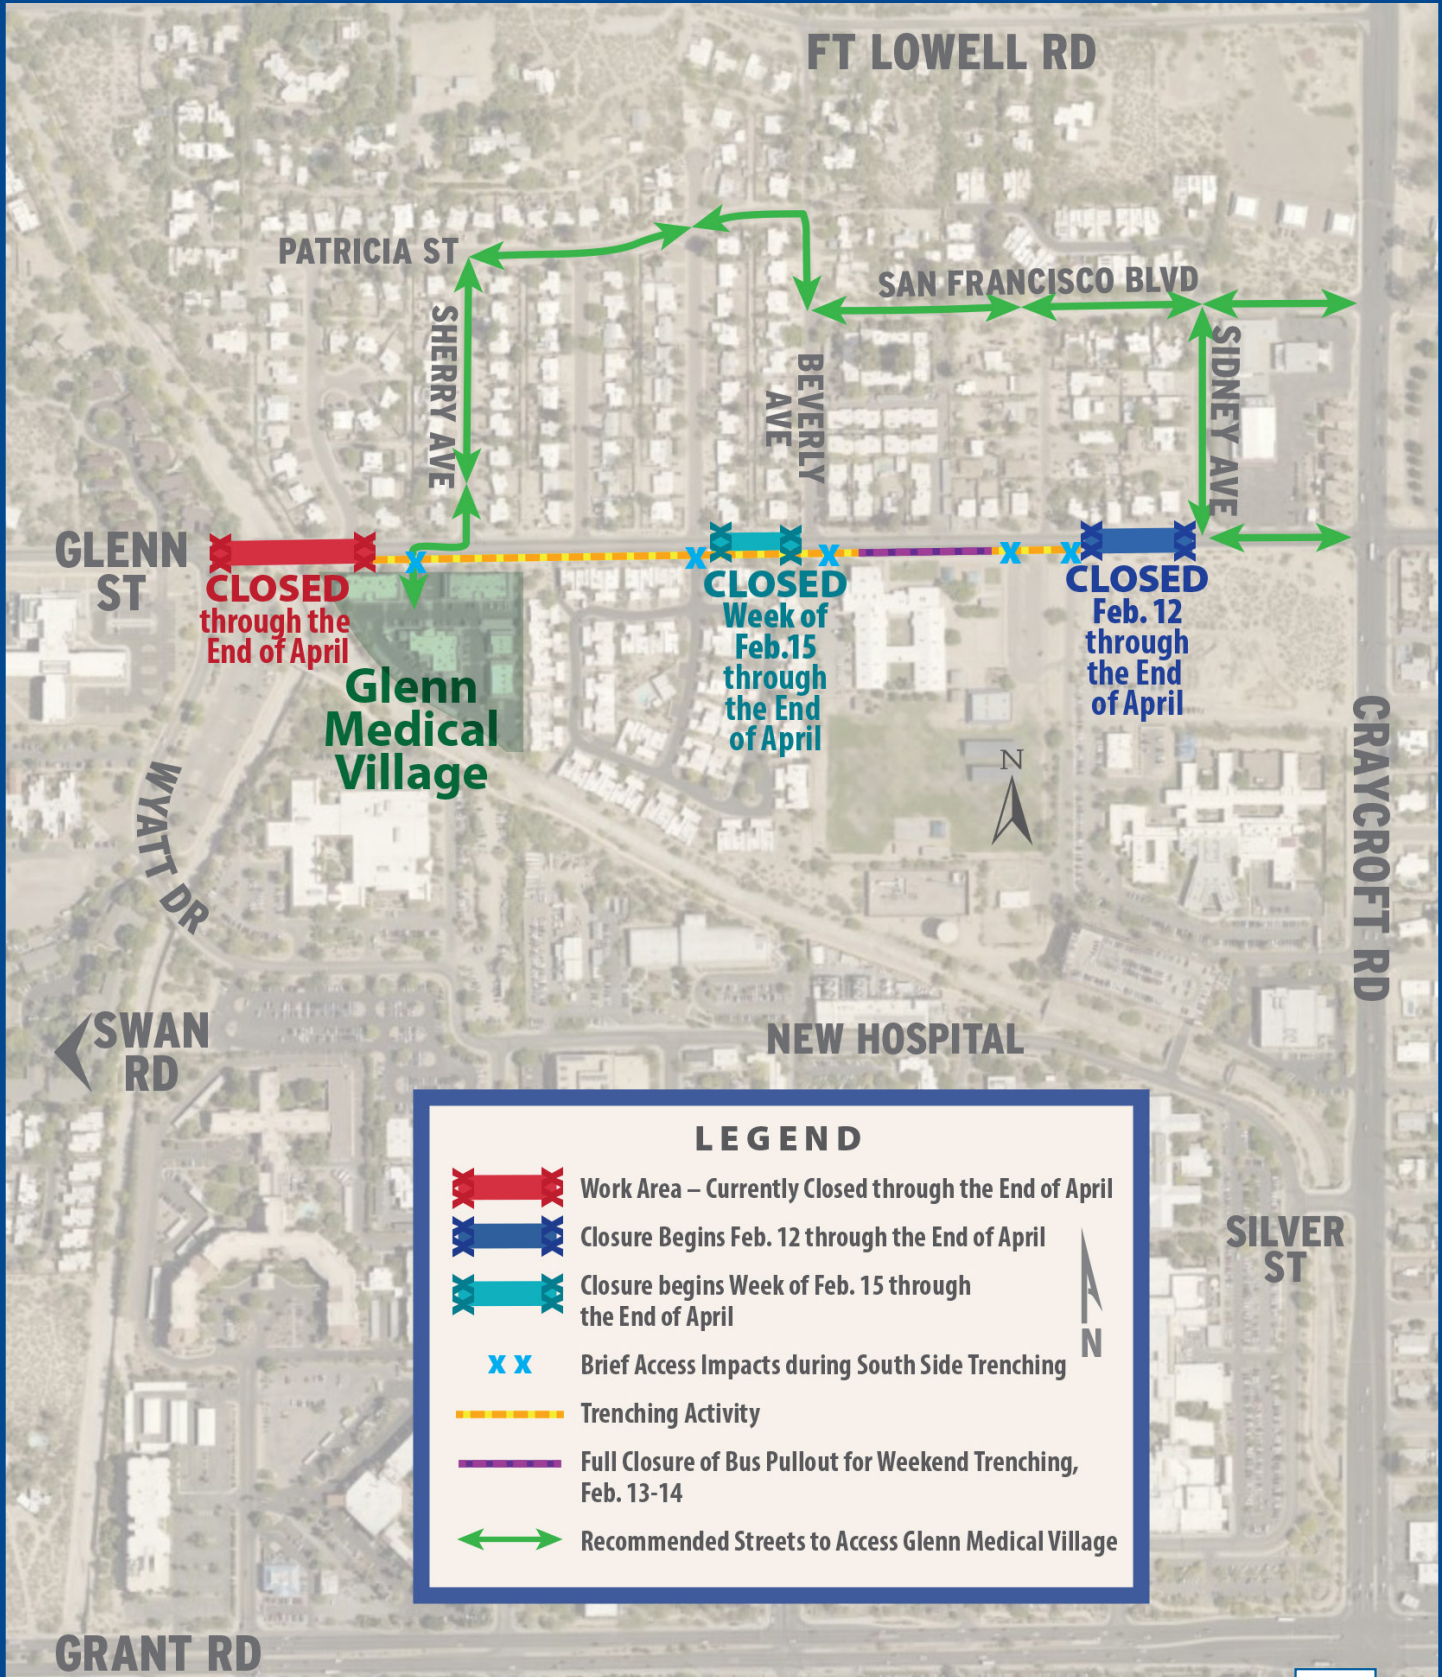 FT LOWELL RD
PATRICIA ST
SAN FRANCISCO BLVD
SHERRY AVE
SIDNEY AVE
BEVERLY
AVE
GLENN
ST
CLOSED
through the
End of April
CLOSED
Week of
Feb.15
through
the End
of April
CLOSED
Feb. 12
through
the End
of April
Glenn
Medical
Village
WYATT DR
N
CRAYCROFT RD
SWAN
RD
NEW HOSPITAL
LEGEND
Work Area – Currently Closed through the End of April
Closure Begins Feb. 12 through the End of April
Closure begins Week of Feb. 15 through
the End of April
X X
Brief Access Impacts during South Side Trenching
N
Trenching Activity
Full Closure of Bus Pullout for Weekend Trenching,
Feb. 13-14
Recommended Streets to Access Glenn Medical Village
SILVER
ST
GRANT RD